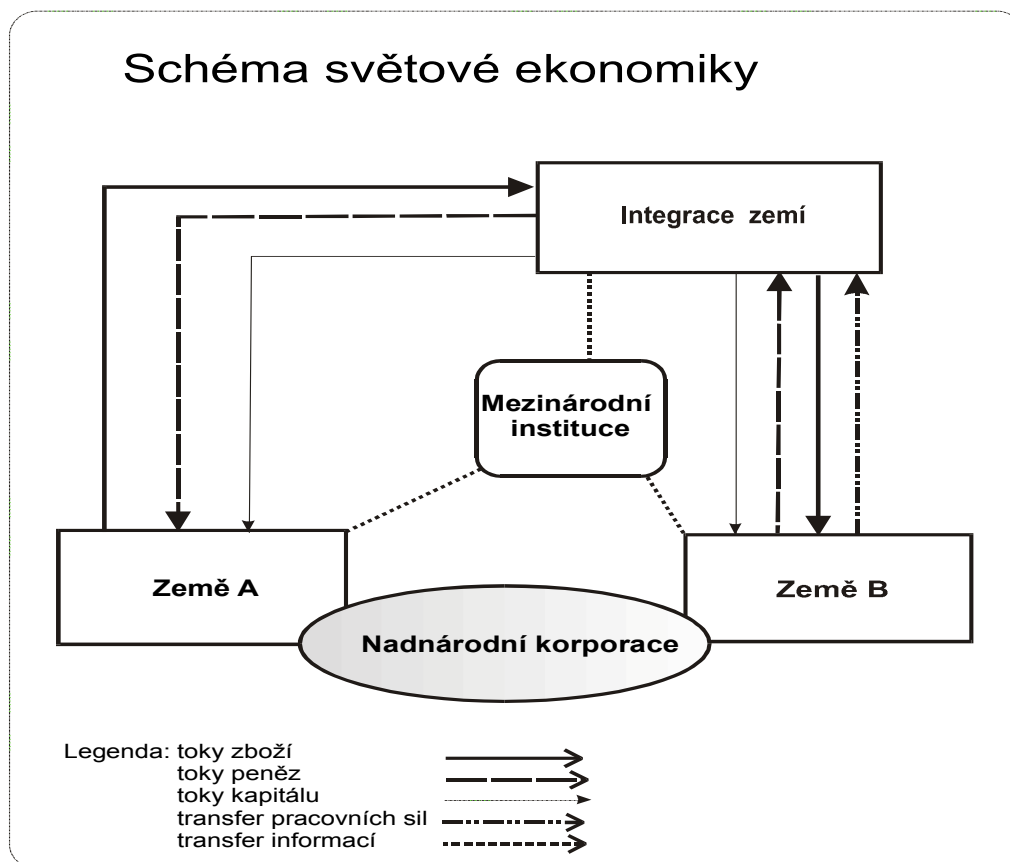 Schéma světové ekonomiky
Integrace zemí
Mezinárodní
instituce
Země A
Země B
Nadnárodní korporace
Legenda: toky zboží
toky peněz
toky kapitálu
transfer pracovních sil
transfer informací